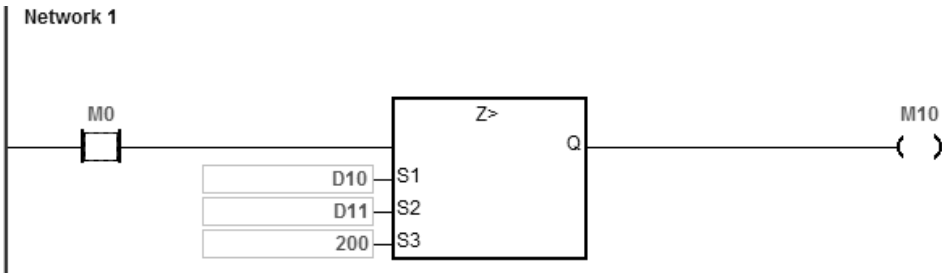 Network 1
M0
Z>
M10
Q
D10 S1
D11 S2
200 S3